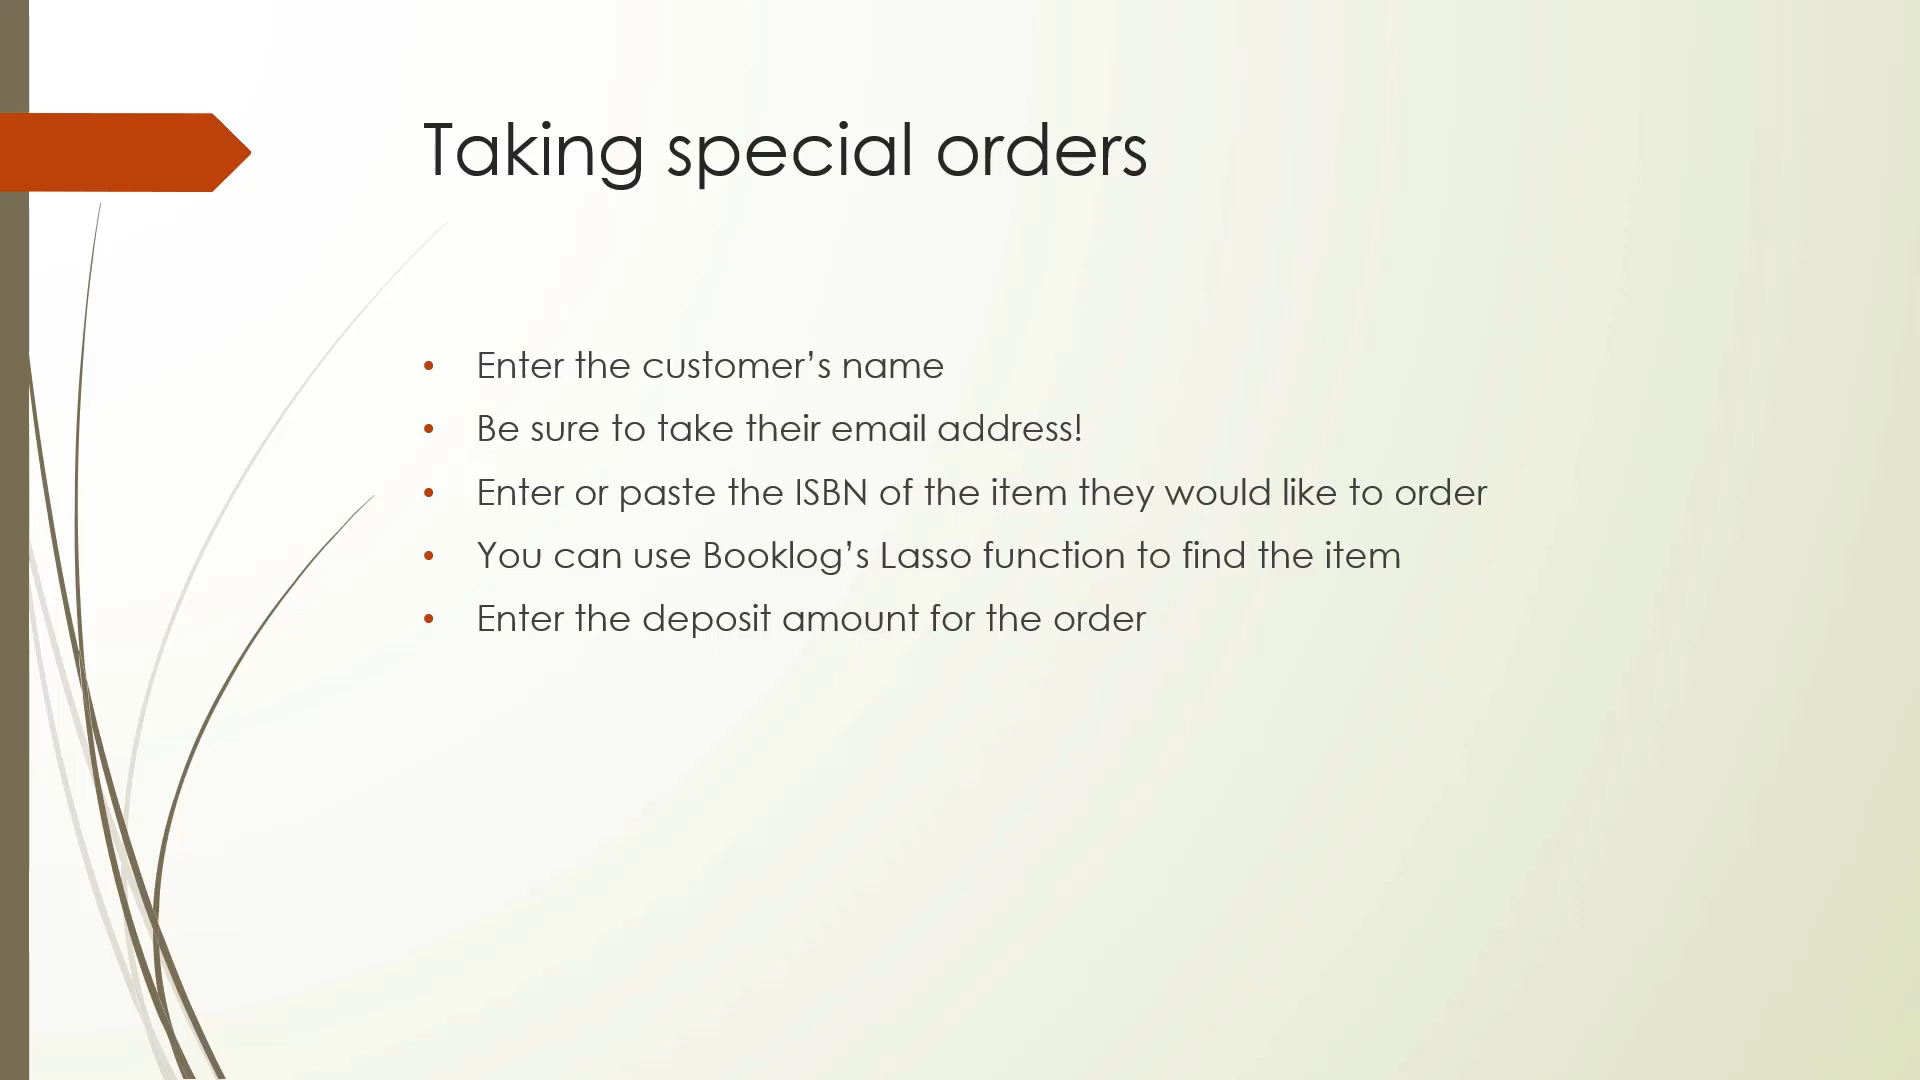 Taking special orders
• Enter the customer’s name
• Be sure to take their email address!
• Enter or paste the ISBN of the item they would like to order
• You can use Booklog’s Lasso function to find the item
• Enter the deposit amount for the order